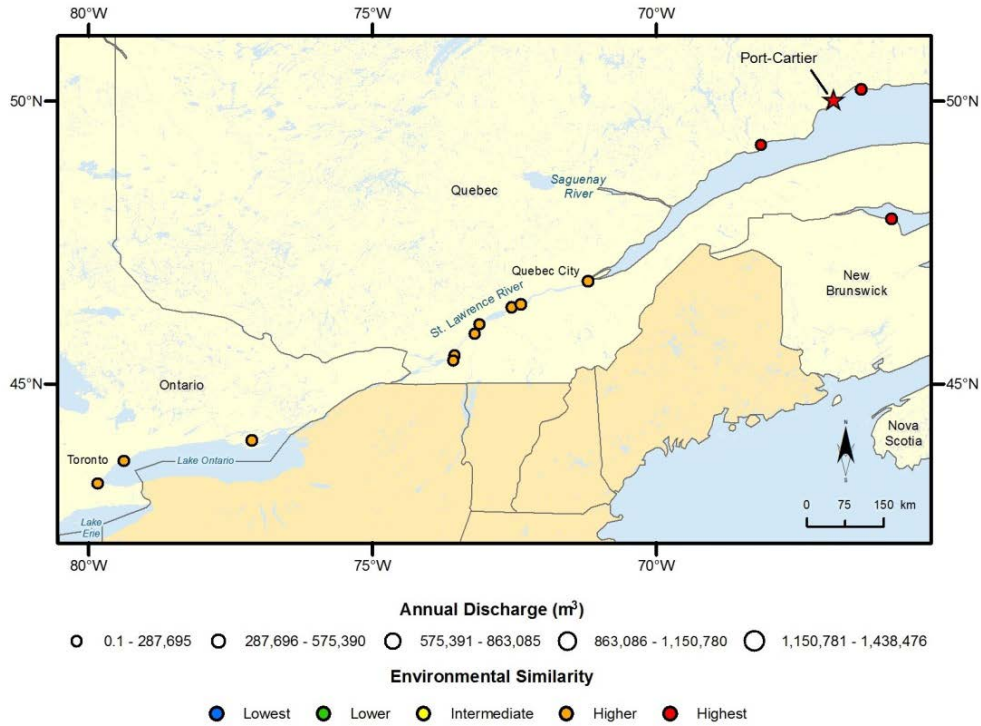 80°W 75°W 70°W
Port-Cartier
50°N 50°N
Quebec
Saguenay
River
Quebec City
New
Brunswick
St. Lawrence River
45°N 45°N
Ontario
Nova
Scotia
Toronto
Lake Ontario
N
S
0 75 150 km
Lake
Erie
80°W 75°W 70°W
Annual Discharge (m³)
0.1 - 287,695 287,696 - 575,390 575,391 - 863,085 863,086 - 1,150,780 1,150,781 - 1,438,476
Environmental Similarity
Lowest Lower Intermediate Higher Highest